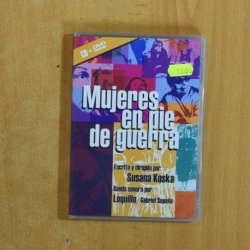 CD + DVD
Mujeres
en pie
de guerra
Escrito y dirigido por:
Susana Koska
Banda sonora por:
Loquillo · Gabriel Sopeña